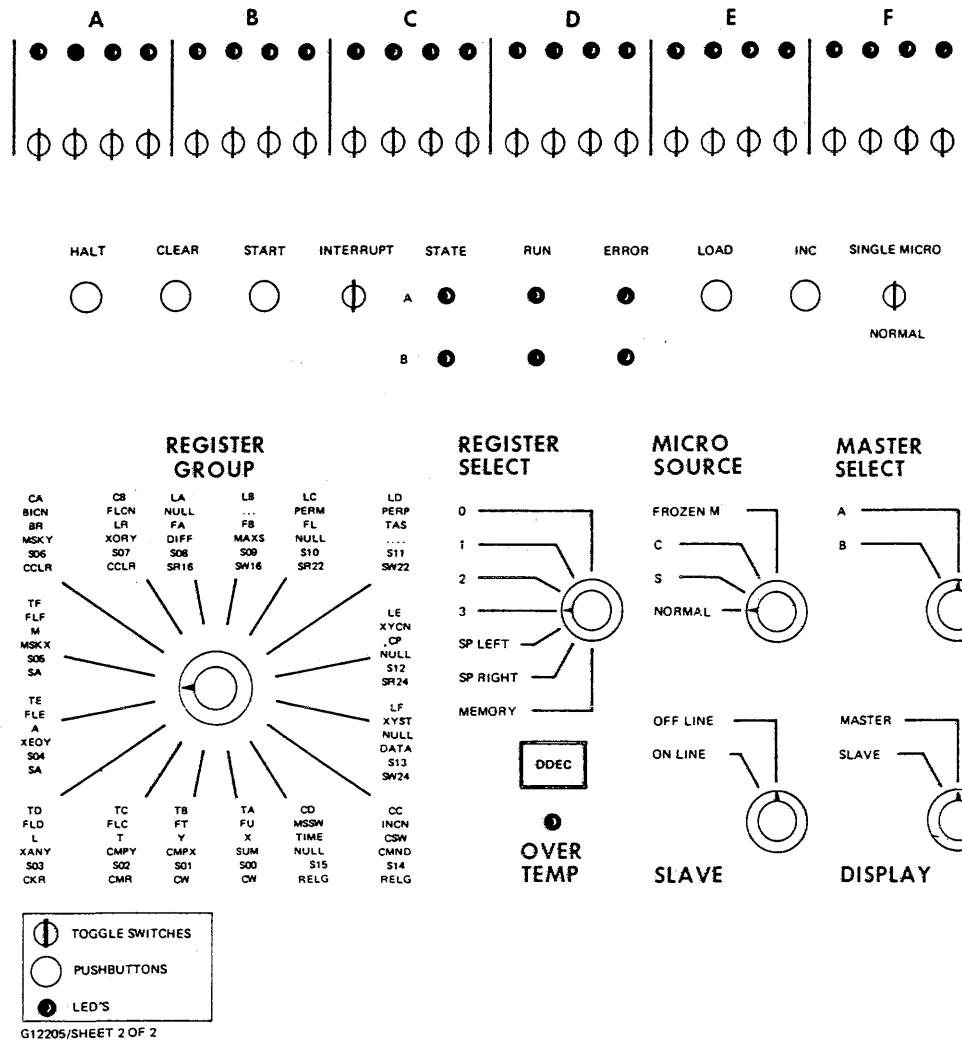 A B C D E F
HALT CLEAR START INTERRUPT STATE RUN ERROR LOAD INC SINGLE MICRO
A
NORMAL
B
REGISTER
GROUP
CA
BICN
BR
MSKY
S06
CCLR
CB
FLCN
LR
XORY
S07
CCLR
LA
NULL
FA
DIFF
S08
SR16
LB
...
FB
MAXS
S09
SW16
LC
PERM
FL
NULL
S10
SR22
LD
PERP
TAS
....
S11
SW22
TF
FLF
M
MSKX
S05
SA
LE
XYCN
CP
NULL
S12
SR24
TE
FLE
A
XEOY
S04
SA
LF
XYST
NULL
DATA
S13
SW24
TD
FLD
L
XANY
S03
CKR
TC
FLC
T
CMPY
S02
CMR
TB
FT
Y
CMPX
S01
CW
TA
FU
X
SUM
S00
CW
CD
MSSW
TIME
NULL
S15
RELG
CC
INCN
CSW
CMND
S14
RELG
REGISTER
SELECT
0
1
2
3
SP LEFT
SP RIGHT
MEMORY
DDEC
OVER
TEMP
MICRO
SOURCE
FROZEN M
C
S
NORMAL
OFF LINE
ON LINE
SLAVE
MASTER
SELECT
A
B
MASTER
SLAVE
DISPLAY
TOGGLE SWITCHES
PUSHBUTTONS
LED'S
G12205/SHEET 2 OF 2